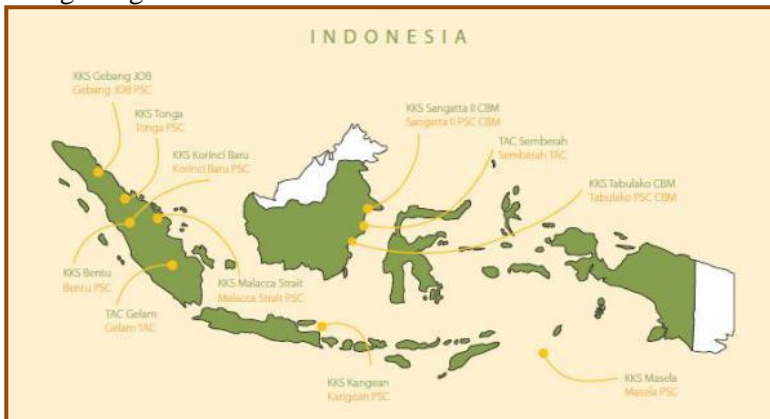 INDONESIA
KKS Gebang JOB
Gebang JOB PSC
KKS Tonga
Tonga PSC
KKS Korinci Baru
Korinci Baru PSC
KKS Sangatta II CBM
Sangatta II PSC CBM
TAC Semberah
Semberah TAC
KKS Tabulako CBM
Tabulako PSC CBM
KKS Bentu
Bentu PSC
TAC Gelam
Gelam TAC
KKS Malacca Strait
Malacca Strait PSC
KKS Kangean
Kangean PSC
KKS Masela
Masela PSC